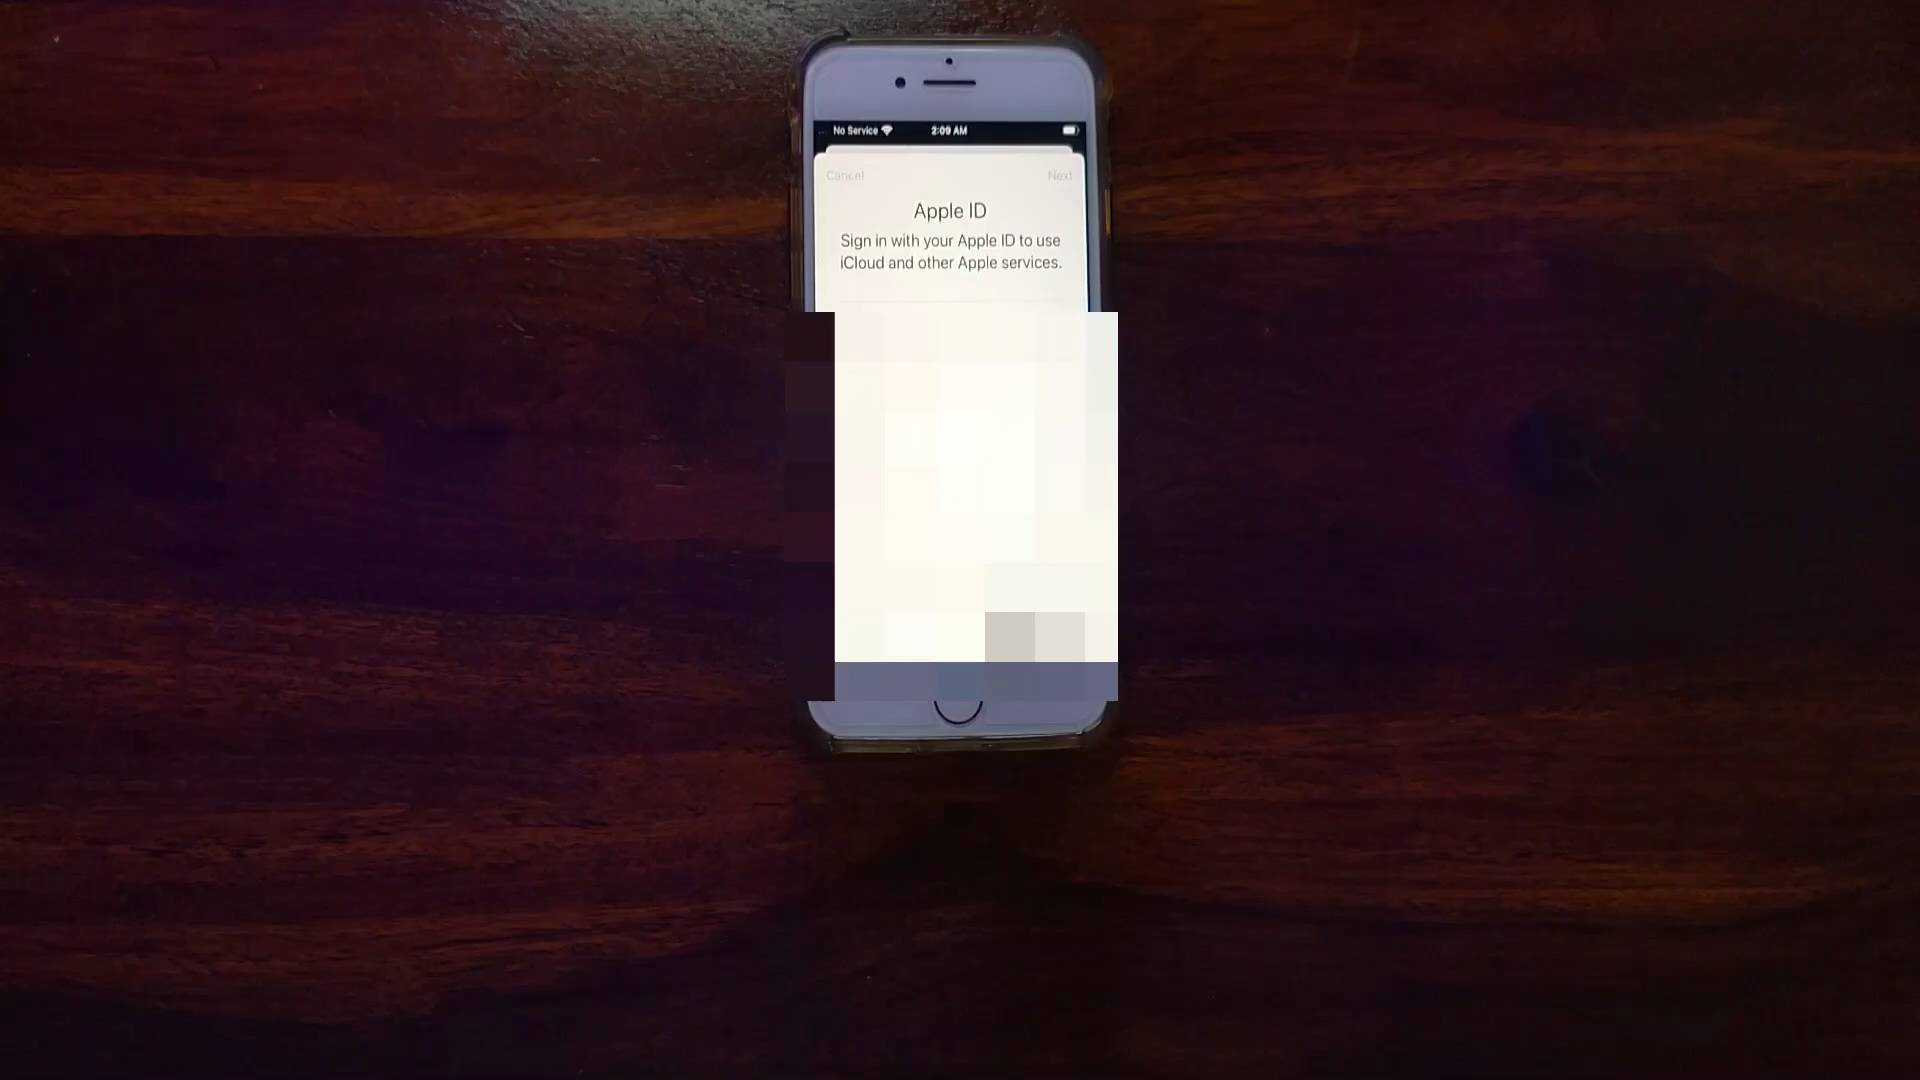 No Service 2:09 AM
Cancel Next
Apple ID
Sign in with your Apple ID to use
iCloud and other Apple services.